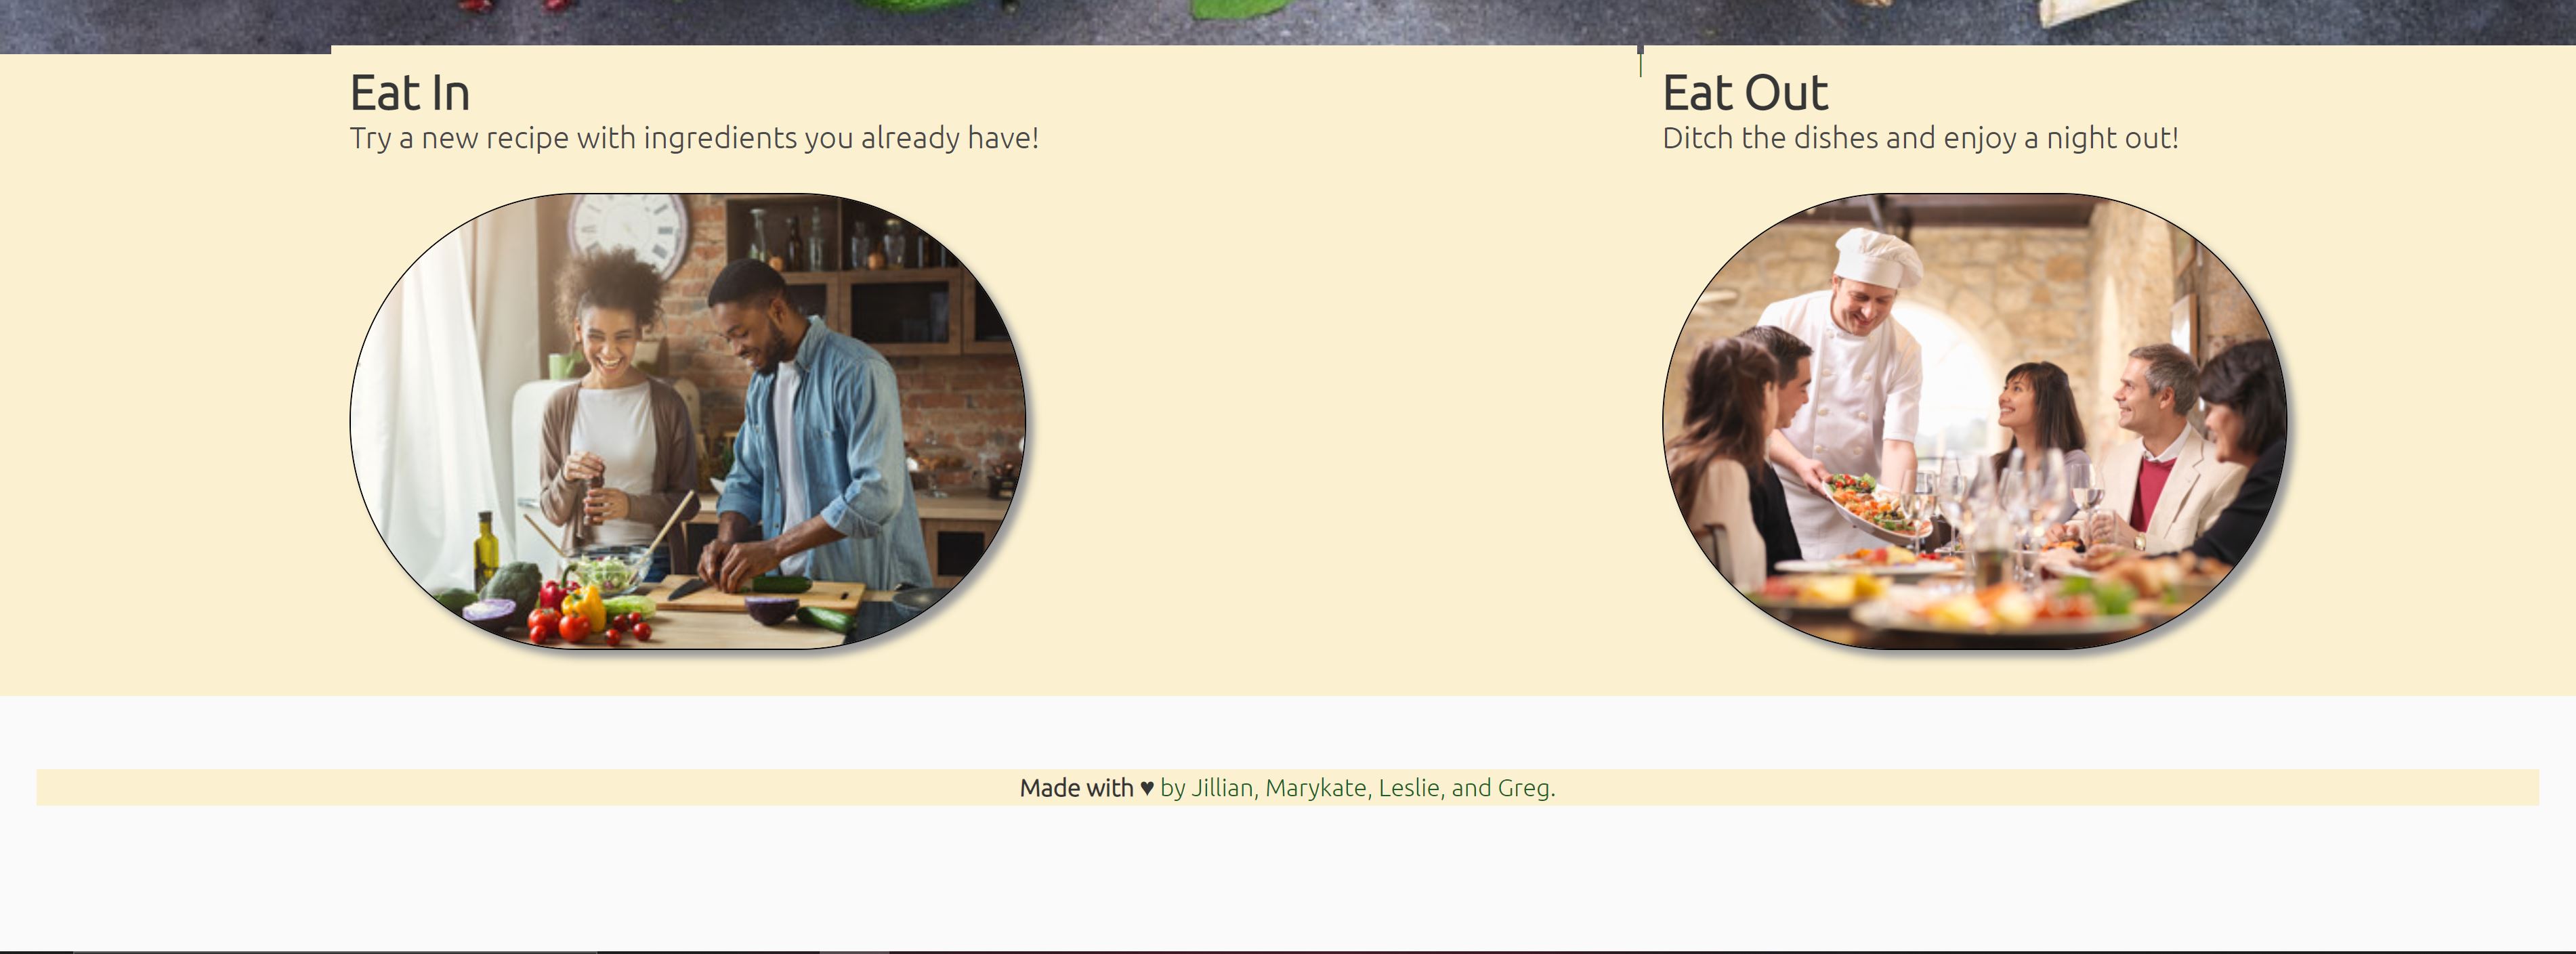 Eat In
Try a new recipe with ingredients you already have!
Eat Out
Ditch the dishes and enjoy a night out!
Made with ♥ by Jillian, Marykate, Leslie, and Greg.